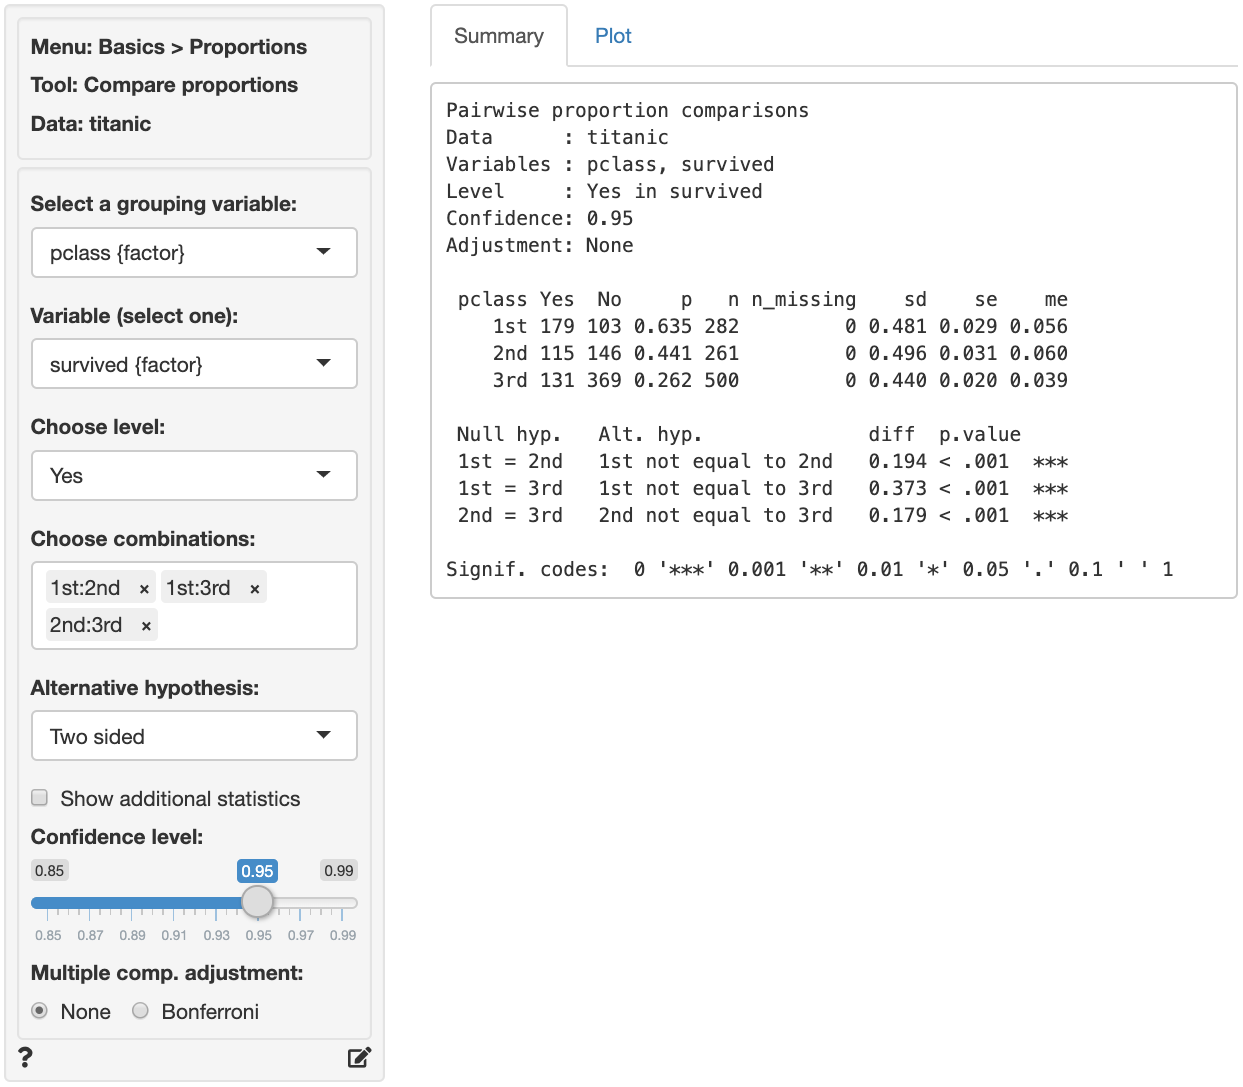 Menu: Basics > Proportions
Tool: Compare proportions
Data: titanic
Select a grouping variable:
pclass {factor}
Variable (select one):
survived {factor}
Choose level:
Yes
Choose combinations:
1st:2nd × 1st:3rd ×
2nd:3rd ×
Alternative hypothesis:
Two sided
Show additional statistics
Confidence level:
0.85 0.95 0.99
0.85 0.87 0.89 0.91 0.93 0.95 0.97 0.99
Multiple comp. adjustment:
None Bonferroni
?
Summary Plot
Pairwise proportion comparisons
Data      : titanic
Variables : pclass, survived
Level     : Yes in survived
Confidence: 0.95
Adjustment: None
pclass Yes  No     p   n n_missing    sd    se    me
   1st 179 103 0.635 282         0 0.481 0.029 0.056
   2nd 115 146 0.441 261         0 0.496 0.031 0.060
   3rd 131 369 0.262 500         0 0.440 0.020 0.039
Null hyp.   Alt. hyp.              diff  p.value
1st = 2nd   1st not equal to 2nd   0.194 < .001  ***
1st = 3rd   1st not equal to 3rd   0.373 < .001  ***
2nd = 3rd   2nd not equal to 3rd   0.179 < .001  ***
Signif. codes:  0 '***' 0.001 '**' 0.01 '*' 0.05 '.' 0.1 ' ' 1